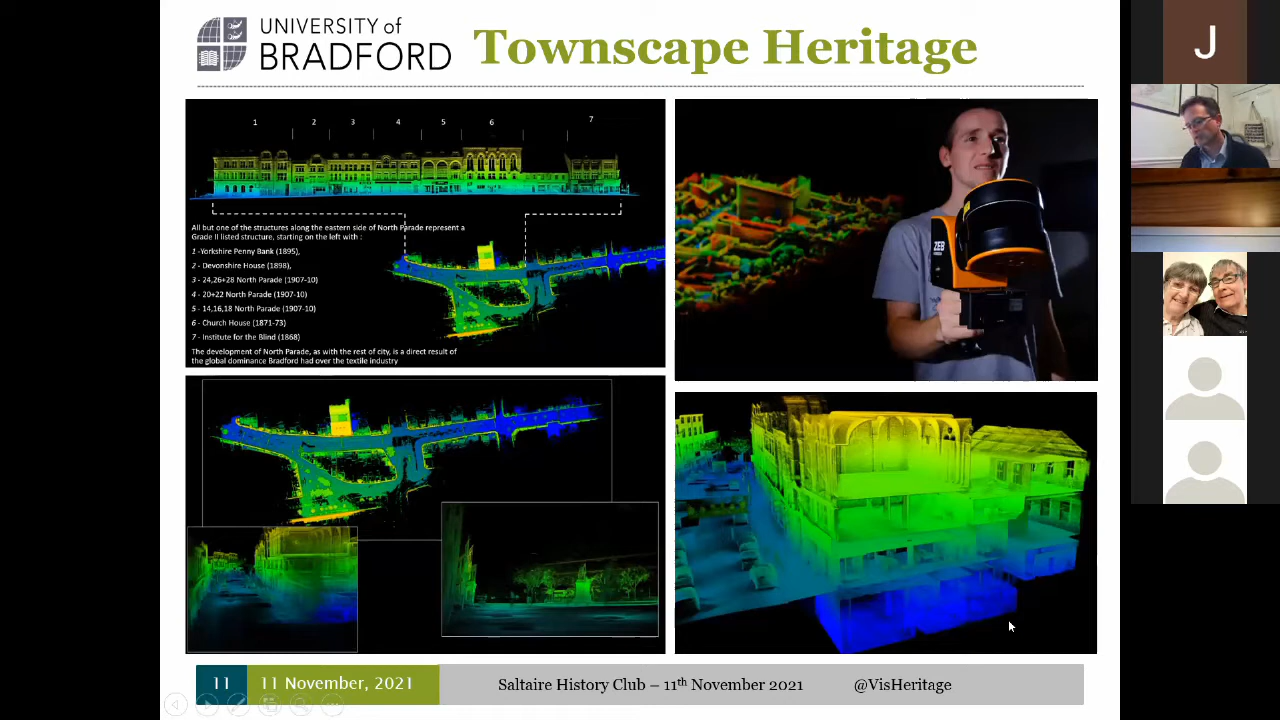 UNIVERSITY of
BRADFORD
Townscape Heritage
J
1 2 3 4 5 6 7
All but one of the structures along the eastern side of North Parade represent a
Grade II listed structure, starting on the left with :
1 -Yorkshire Penny Bank (1895),
2 - Devonshire House (1898),
3 - 24,26+28 North Parade (1907-10)
4 - 20+22 North Parade (1907-10)
5 - 14,16,18 North Parade (1907-10)
6 - Church House (1871-73)
7 - Institute for the Blind (1868)
The development of North Parade, as with the rest of city, is a direct result of
the global dominance Bradford had over the textile industry
ZEB
11
11 November, 2021
Saltaire History Club – 11th November 2021
@VisHeritage